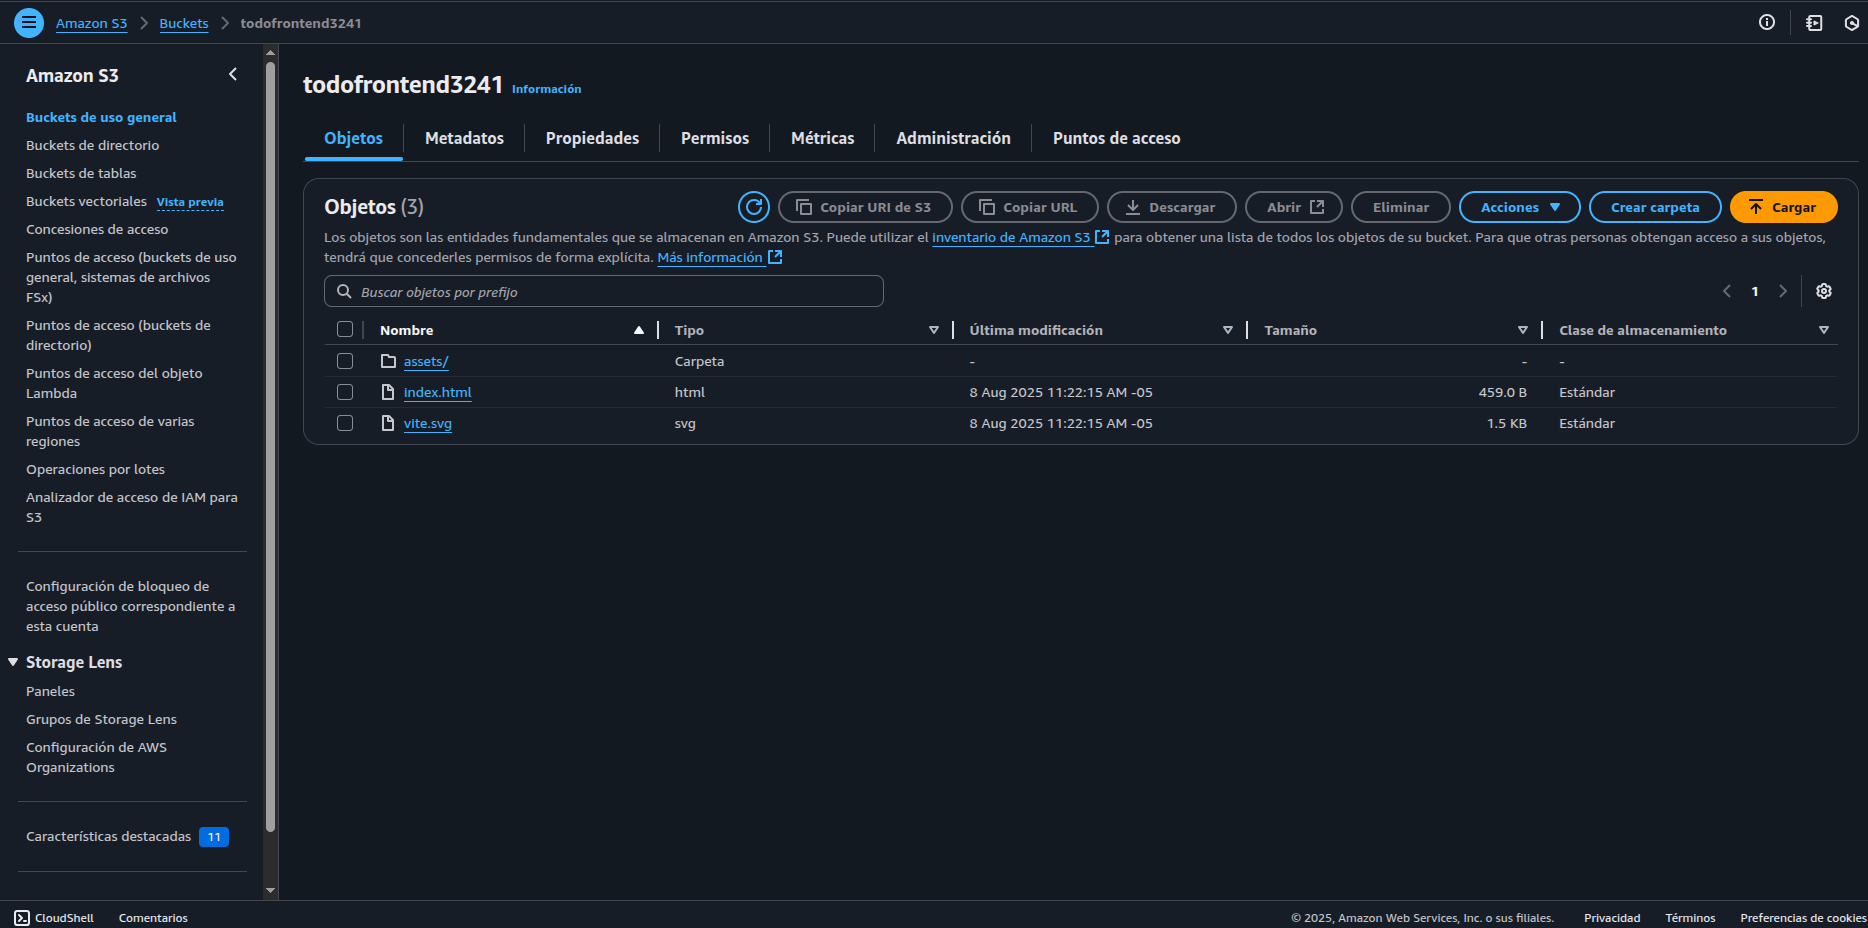 Amazon S3 > Buckets > todofrontend3241
Amazon S3
Buckets de uso general
Buckets de directorio
Buckets de tablas
Buckets vectoriales Vista previa
Concesiones de acceso
Puntos de acceso (buckets de uso
general, sistemas de archivos
FSx)
Puntos de acceso (buckets de
directorio)
Puntos de acceso del objeto
Lambda
Puntos de acceso de varias
regiones
Operaciones por lotes
Analizador de acceso de IAM para
S3
Configuración de bloqueo de
acceso público correspondiente a
esta cuenta
Storage Lens
Paneles
Grupos de Storage Lens
Configuración de AWS
Organizations
Características destacadas 11
todofrontend3241 Información
Objetos Metadatos Propiedades Permisos Métricas Administración Puntos de acceso
Objetos (3) Copiar URI de S3 Copiar URL Descargar Abrir Eliminar Acciones Crear carpeta Cargar
Los objetos son las entidades fundamentales que se almacenan en Amazon S3. Puede utilizar el inventario de Amazon S3 para obtener una lista de todos los objetos de su bucket. Para que otras personas obtengan acceso a sus objetos,
tendrá que concederles permisos de forma explícita. Más información
Buscar objetos por prefijo 1
Nombre Tipo Última modificación Tamaño Clase de almacenamiento
assets/ Carpeta - - -
index.html html 8 Aug 2025 11:22:15 AM -05 459.0 B Estándar
vite.svg svg 8 Aug 2025 11:22:15 AM -05 1.5 KB Estándar
CloudShell Comentarios © 2025, Amazon Web Services, Inc. o sus filiales. Privacidad Términos Preferencias de cookies